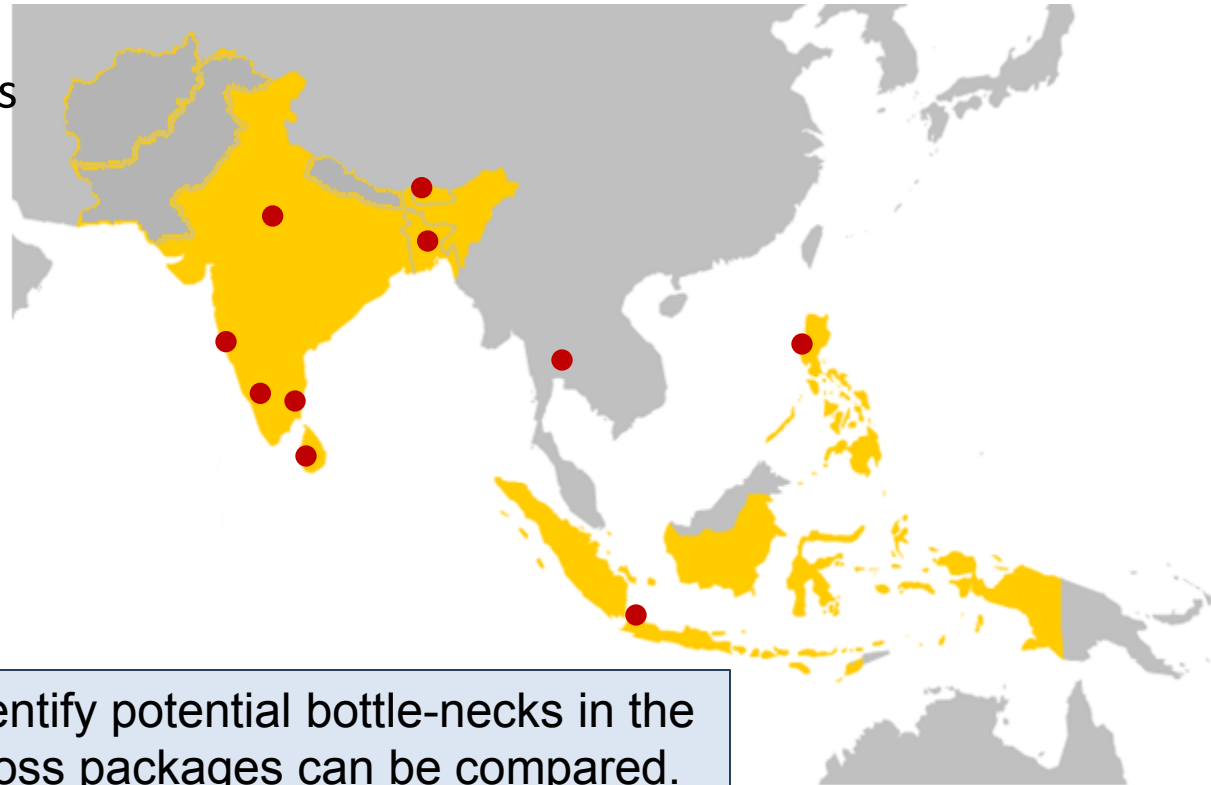 s
entify potential bottle-necks in the
oss packages can be compared.